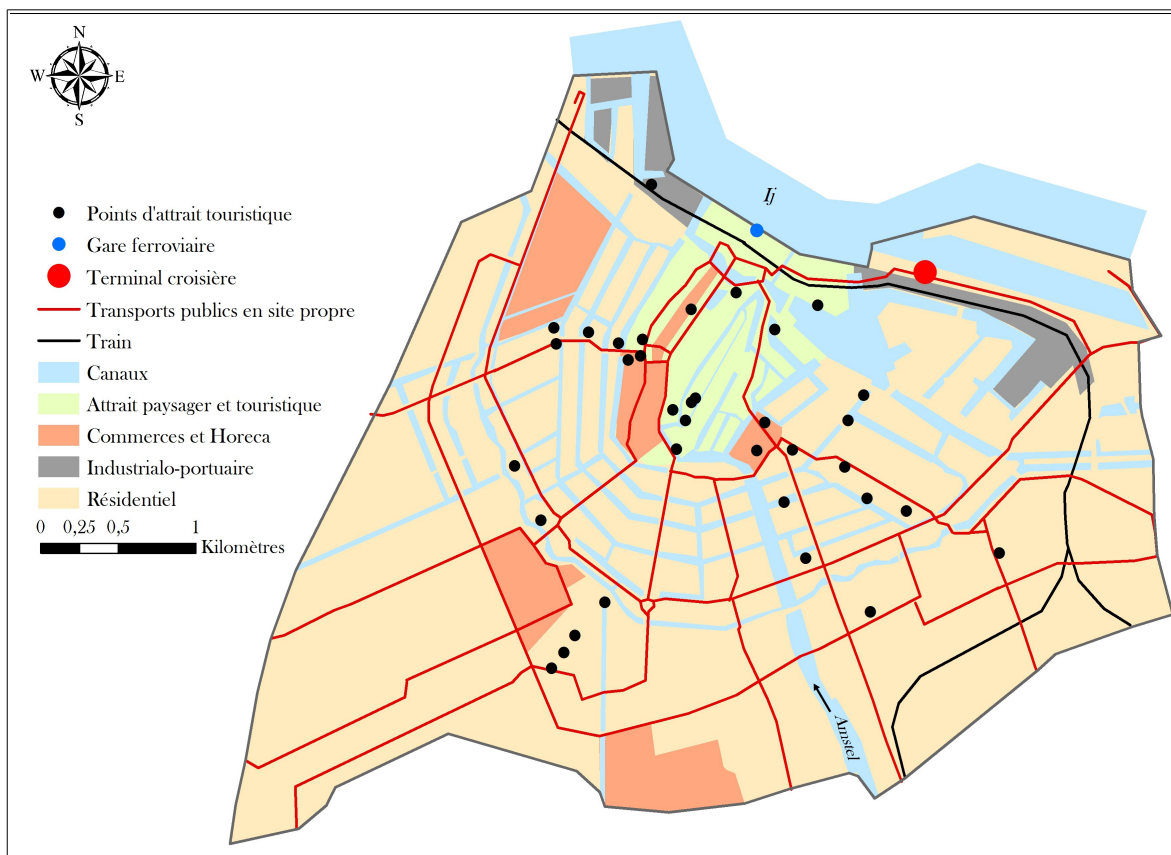 N
W E
S
Ij
Points d'attrait touristique
Gare ferroviaire
Terminal croisière
Transports publics en site propre
Train
Canaux
Attrait paysager et touristique
Commerces et Horeca
Industrialo-portuaire
Résidentiel
0 0,25 0,5 1
Kilomètres
Amstel